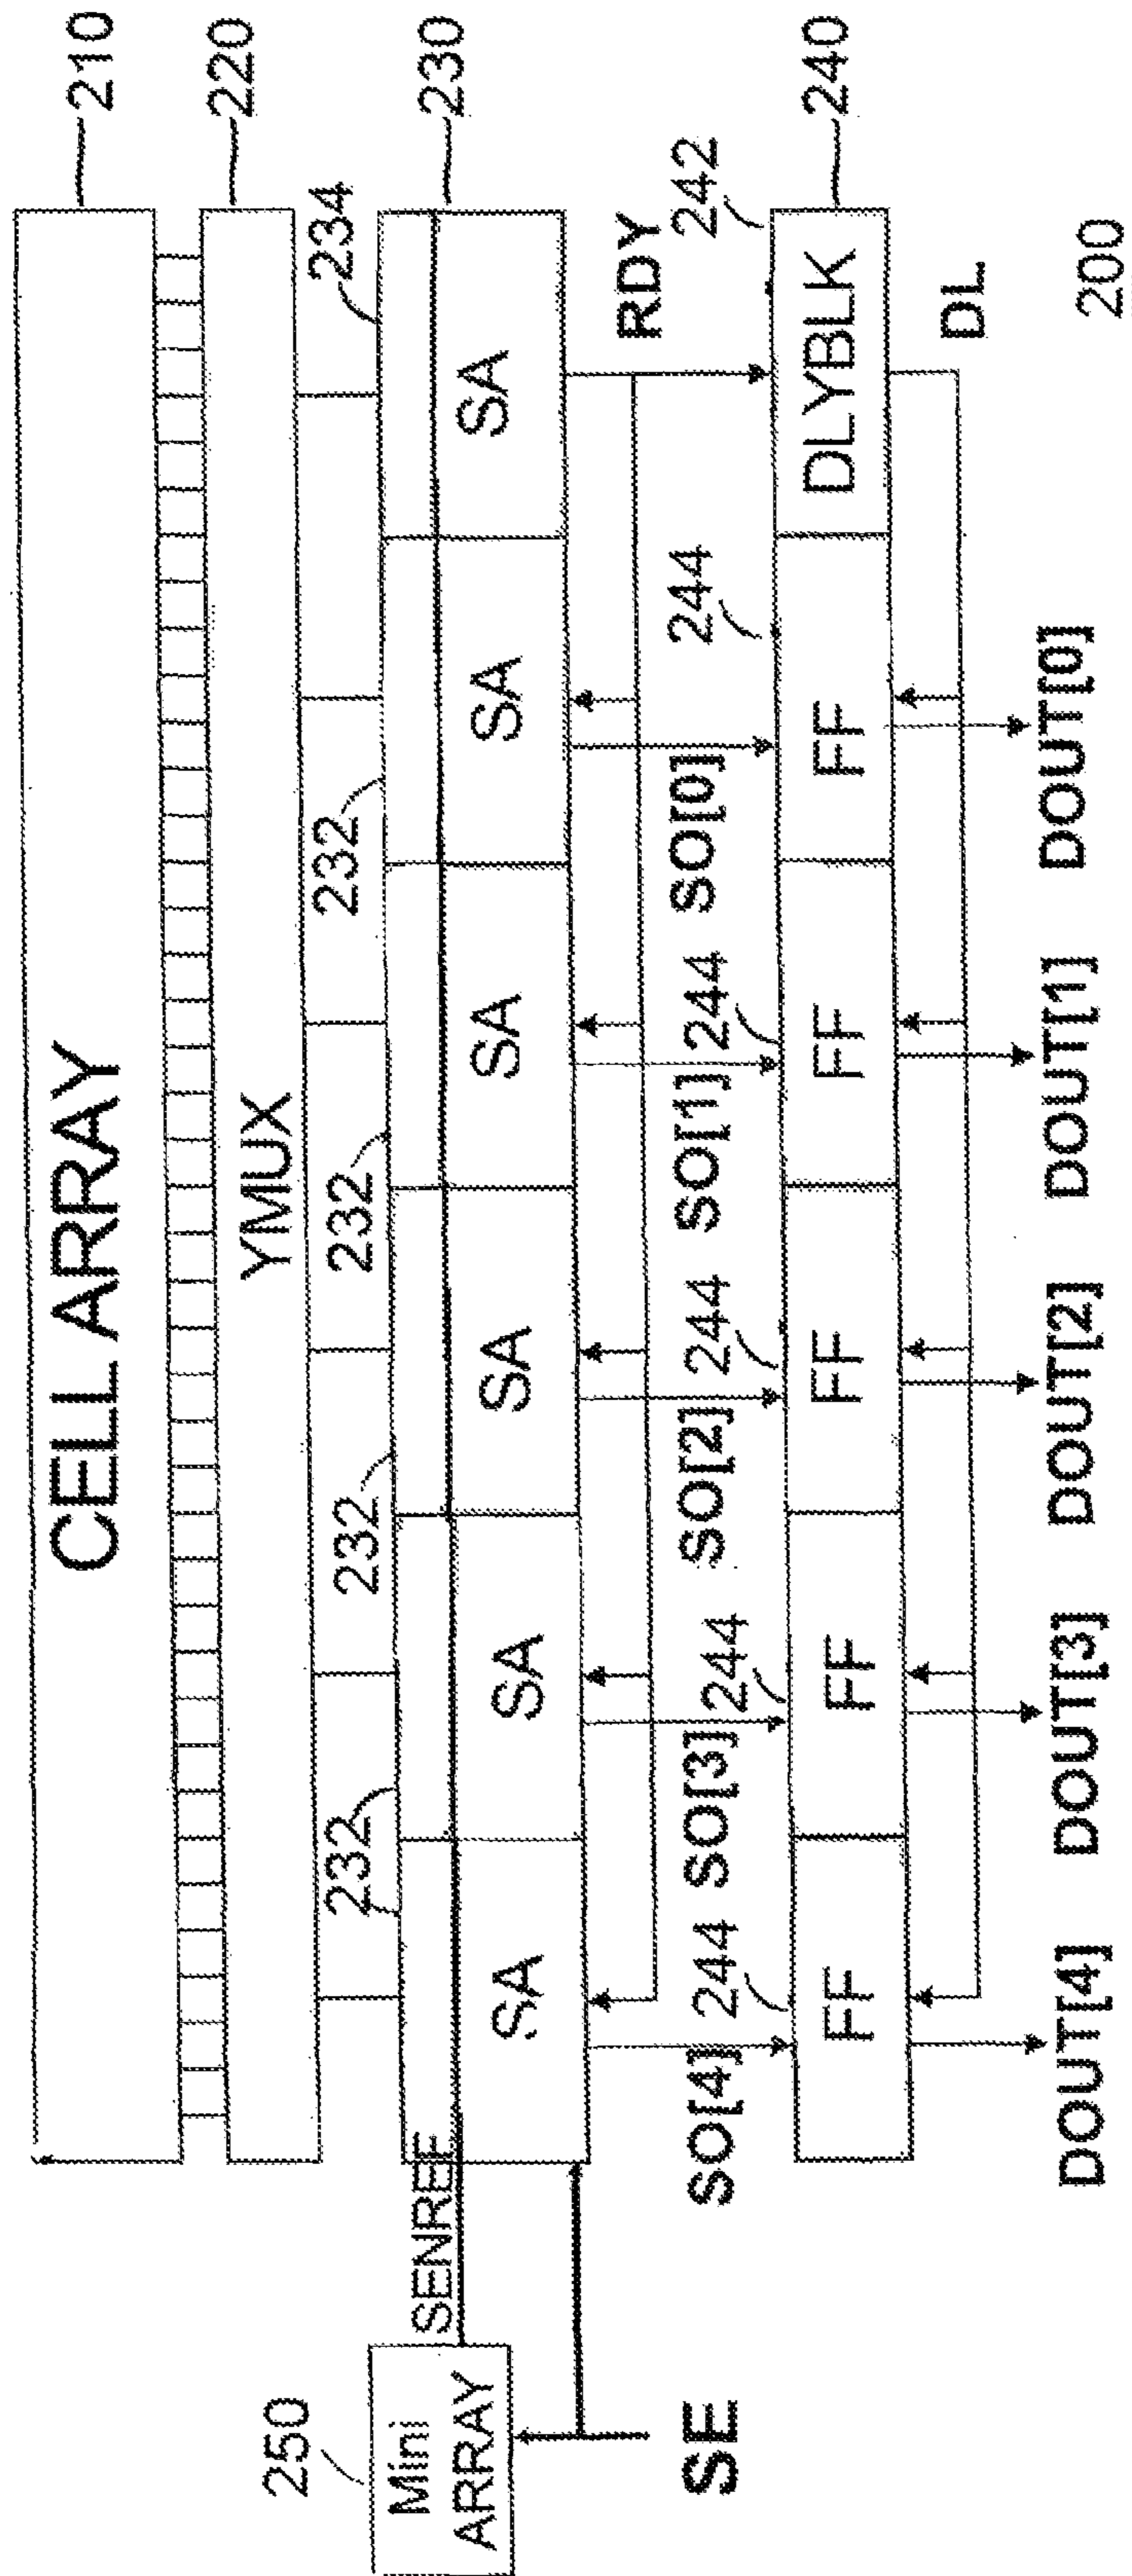 CELL ARRAY
210
YMUX
220
232
232
232
232
234
250
Mini
ARRAY
SENREF
SA
SA
SA
SA
SA
SA
230
SE
RDY
SO[4]
244
SO[3]
244
SO[2]
244
SO[1]
244
SO[0]
244
242
FF
FF
FF
FF
FF
DLYBLK
240
DL
DOUT[4]
DOUT[3]
DOUT[2]
DOUT[1]
DOUT[0]
200